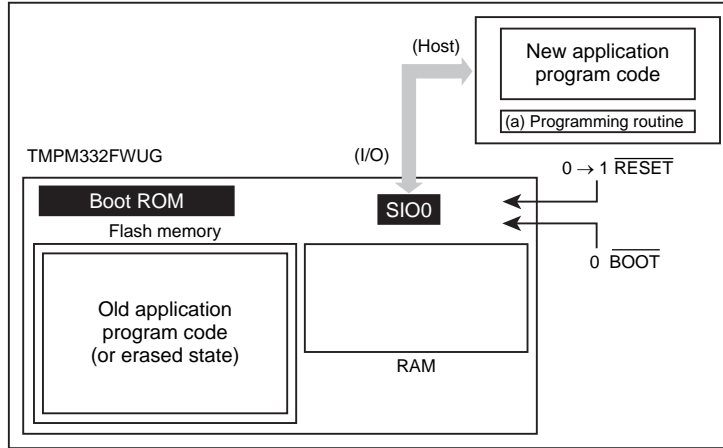 (Host)
New application
program code
(a) Programming routine
TMPM332FWUG
(I/O)
0 → 1 RESET
Boot ROM
SIO0
Flash memory
0 BOOT
Old application
program code
(or erased state)
RAM